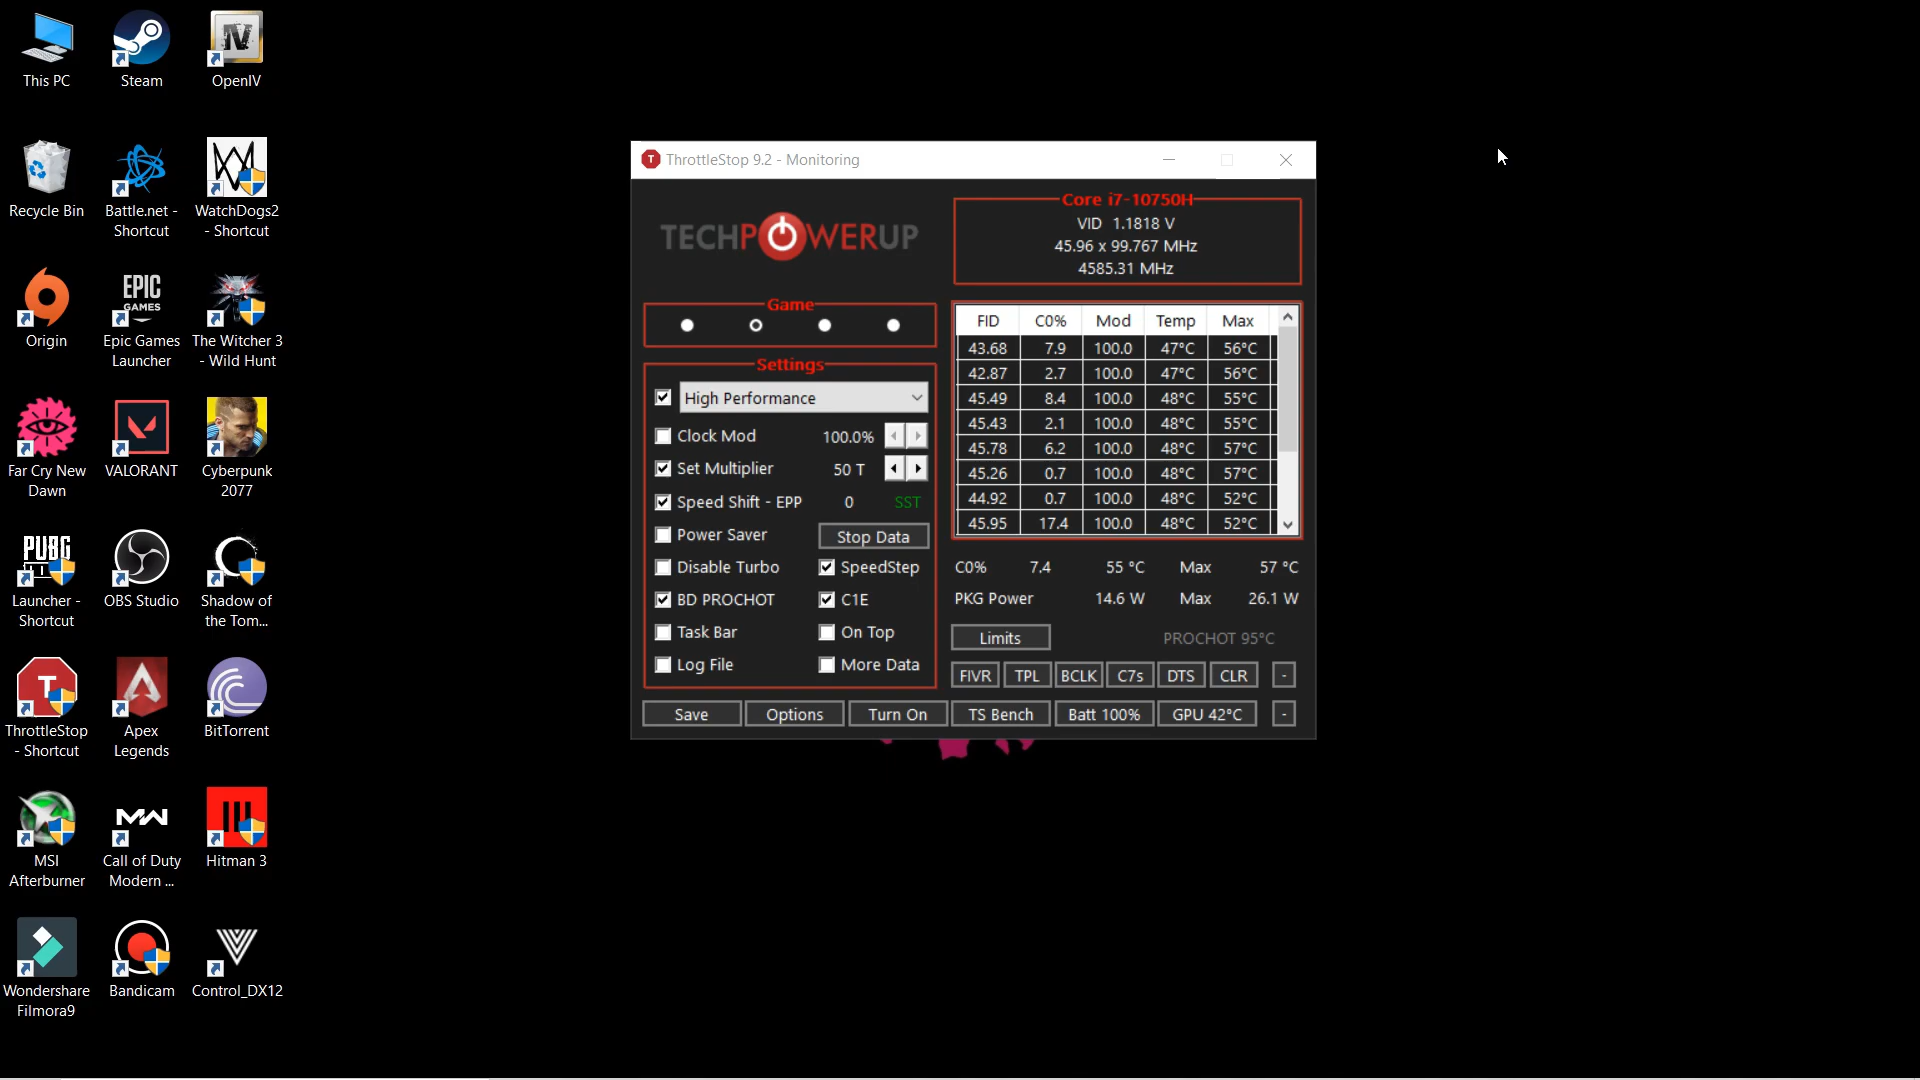 This PC
Steam
OpenIV
Recycle Bin
Battle.net -
Shortcut
WatchDogs2
- Shortcut
Origin
EPIC
GAMES
Epic Games
Launcher
The Witcher 3
- Wild Hunt
Far Cry New
Dawn
VALORANT
Cyberpunk
2077
PUBG
Launcher -
Shortcut
OBS Studio
Shadow of
the Tom...
T
ThrottleStop
- Shortcut
Apex
Legends
BitTorrent
MSI
Afterburner
MW
Call of Duty
Modern ...
Hitman 3
Wondershare
Filmora9
Bandicam
Control_DX12
T ThrottleStop 9.2 - Monitoring
TECHPOWERUP
Core i7-10750H
VID 1.1818 V
45.96 x 99.767 MHz
4585.31 MHz
Game
Settings
High Performance
Clock Mod 100.0%
Set Multiplier 50 T
Speed Shift - EPP 0 SST
Power Saver Stop Data
Disable Turbo SpeedStep
BD PROCHOT C1E
Task Bar On Top
Log File More Data
FID C0% Mod Temp Max
43.68 7.9 100.0 47°C 56°C
42.87 2.7 100.0 47°C 56°C
45.49 8.4 100.0 48°C 55°C
45.43 2.1 100.0 48°C 55°C
45.78 6.2 100.0 48°C 57°C
45.26 0.7 100.0 48°C 57°C
44.92 0.7 100.0 48°C 52°C
45.95 17.4 100.0 48°C 52°C
C0% 7.4 55 °C Max 57 °C
PKG Power 14.6 W Max 26.1 W
Limits PROCHOT 95°C
FIVR TPL BCLK C7s DTS CLR -
Save Options Turn On TS Bench Batt 100% GPU 42°C -